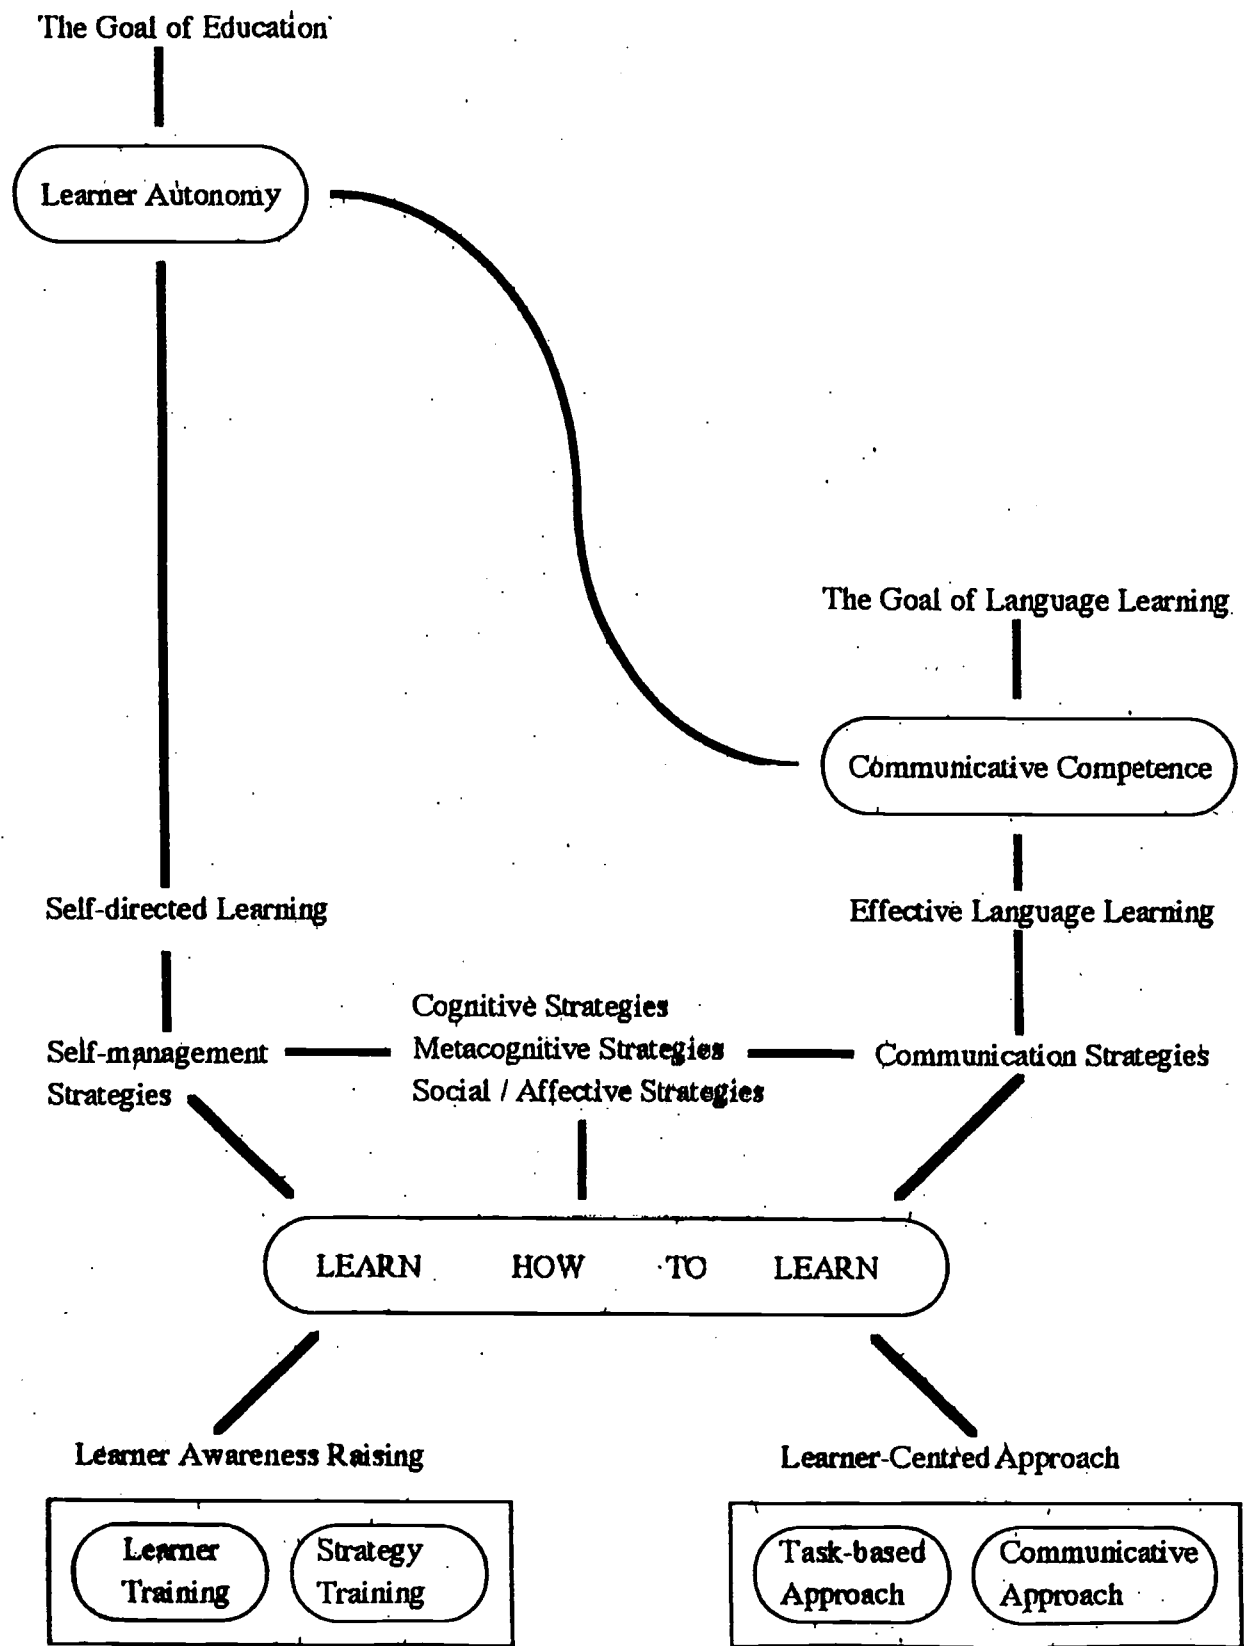 The Goal of Education
Learner Autonomy
The Goal of Language Learning
Communicative Competence
Self-directed Learning
Effective Language Learning
Cognitive Strategies
Self-management
Metacognitive Strategies
Communication Strategies
Strategies
Social / Affective Strategies
LEARN HOW TO LEARN
Learner Awareness Raising
Learner-Centred Approach
Learner
Training
Strategy
Training
Task-based
Approach
Communicative
Approach